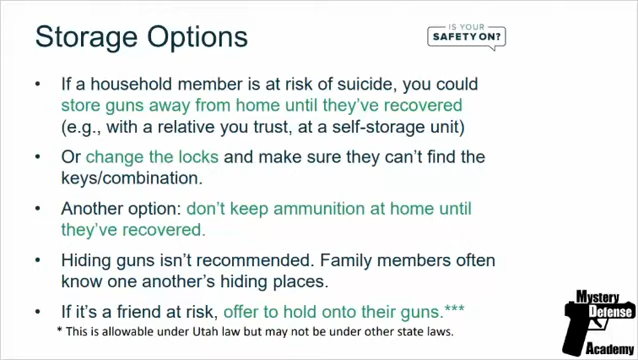 Storage Options
IS YOUR
SAFETY ON?
• If a household member is at risk of suicide, you could
store guns away from home until they've recovered
(e.g., with a relative you trust, at a self-storage unit)
• Or change the locks and make sure they can't find the
keys/combination.
• Another option: don't keep ammunition at home until
they've recovered.
• Hiding guns isn't recommended. Family members often
know one another's hiding places.
• If it's a friend at risk, offer to hold onto their guns.***
* This is allowable under Utah law but may not be under other state laws.
Mystery
Defense
Academy